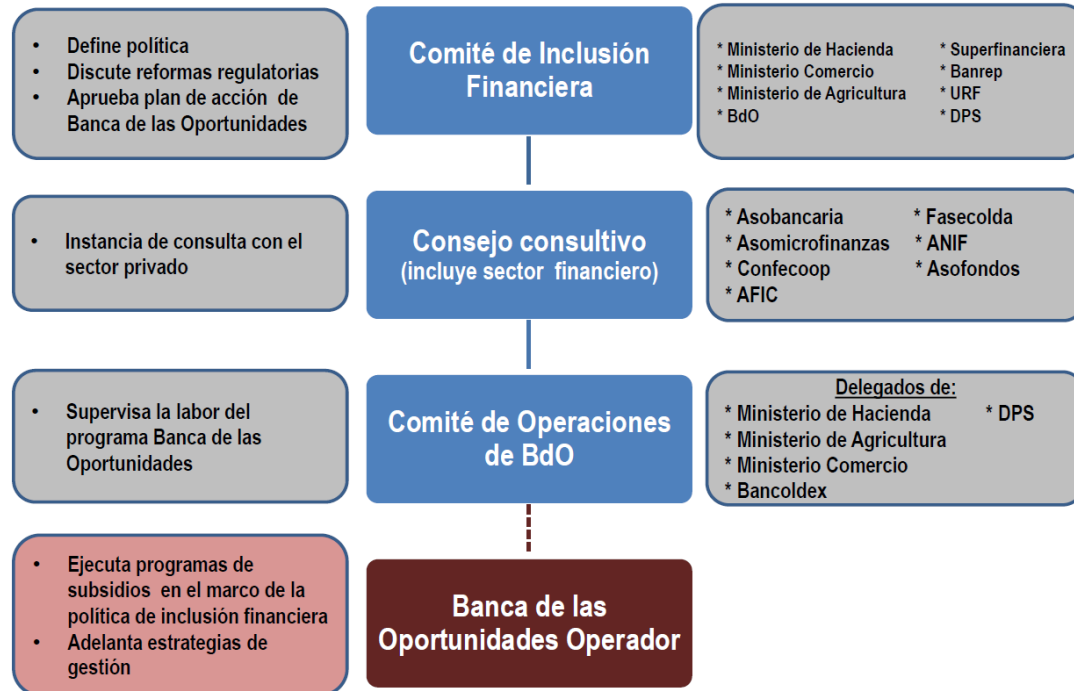 • Define política
• Discute reformas regulatorias
• Aprueba plan de acción de
Banca de las Oportunidades
Comité de Inclusión
Financiera
* Ministerio de Hacienda * Superfinanciera
* Ministerio Comercio * Banrep
* Ministerio de Agricultura * URF
* BdO * DPS
• Instancia de consulta con el
sector privado
Consejo consultivo
(incluye sector financiero)
* Asobancaria * Fasecolda
* Asomicrofinanzas * ANIF
* Confecoop * Asofondos
* AFIC
• Supervisa la labor del
programa Banca de las
Oportunidades
Comité de Operaciones
de BdO
Delegados de:
* Ministerio de Hacienda * DPS
* Ministerio de Agricultura
* Ministerio Comercio
* Bancoldex
• Ejecuta programas de
subsidios en el marco de la
política de inclusión financiera
• Adelanta estrategias de
gestión
Banca de las
Oportunidades Operador